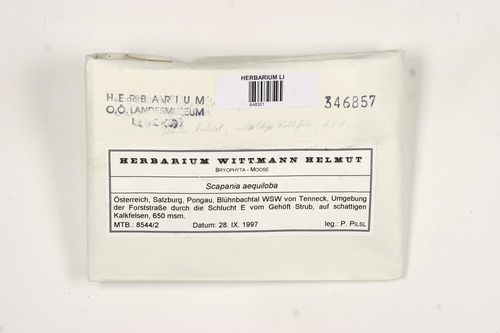 HERBARIUM LI
648301
HERBARIUM
O.Ö. LANDESMUSEUM
346857
HERBARIUM WITTMANN HELMUT
BRYOPHYTA - MOOSE
Scapania aequiloba
Österreich, Salzburg, Pongau, Blühnbachtal WSW von Tenneck, Umgebung
der Forststraße durch die Schlucht E vom Gehöft Strub, auf schattigen
Kalkfelsen, 650 msm.
MTB.: 8544/2 Datum: 28. IX. 1997 leg.: P. PILSL